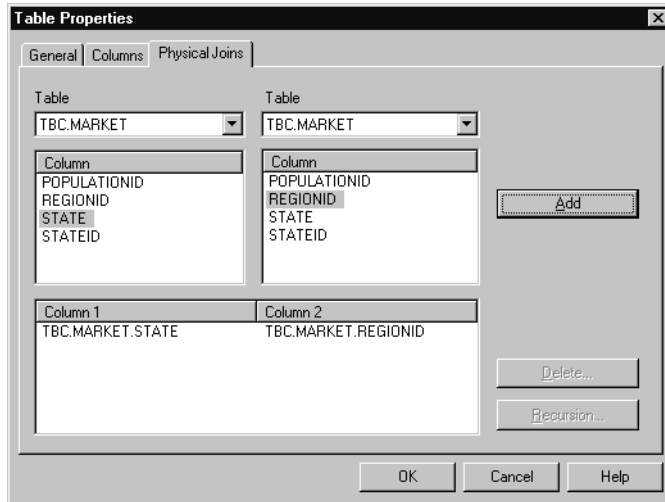 Table Properties
General Columns Physical Joins
Table Table
TBC.MARKET TBC.MARKET
Column Column
POPULATIONID POPULATIONID
REGIONID REGIONID
STATE STATE
STATEID STATEID
Add
Column 1 Column 2
TBC.MARKET.STATE TBC.MARKET.REGIONID
Delete...
Recursion...
OK Cancel Help